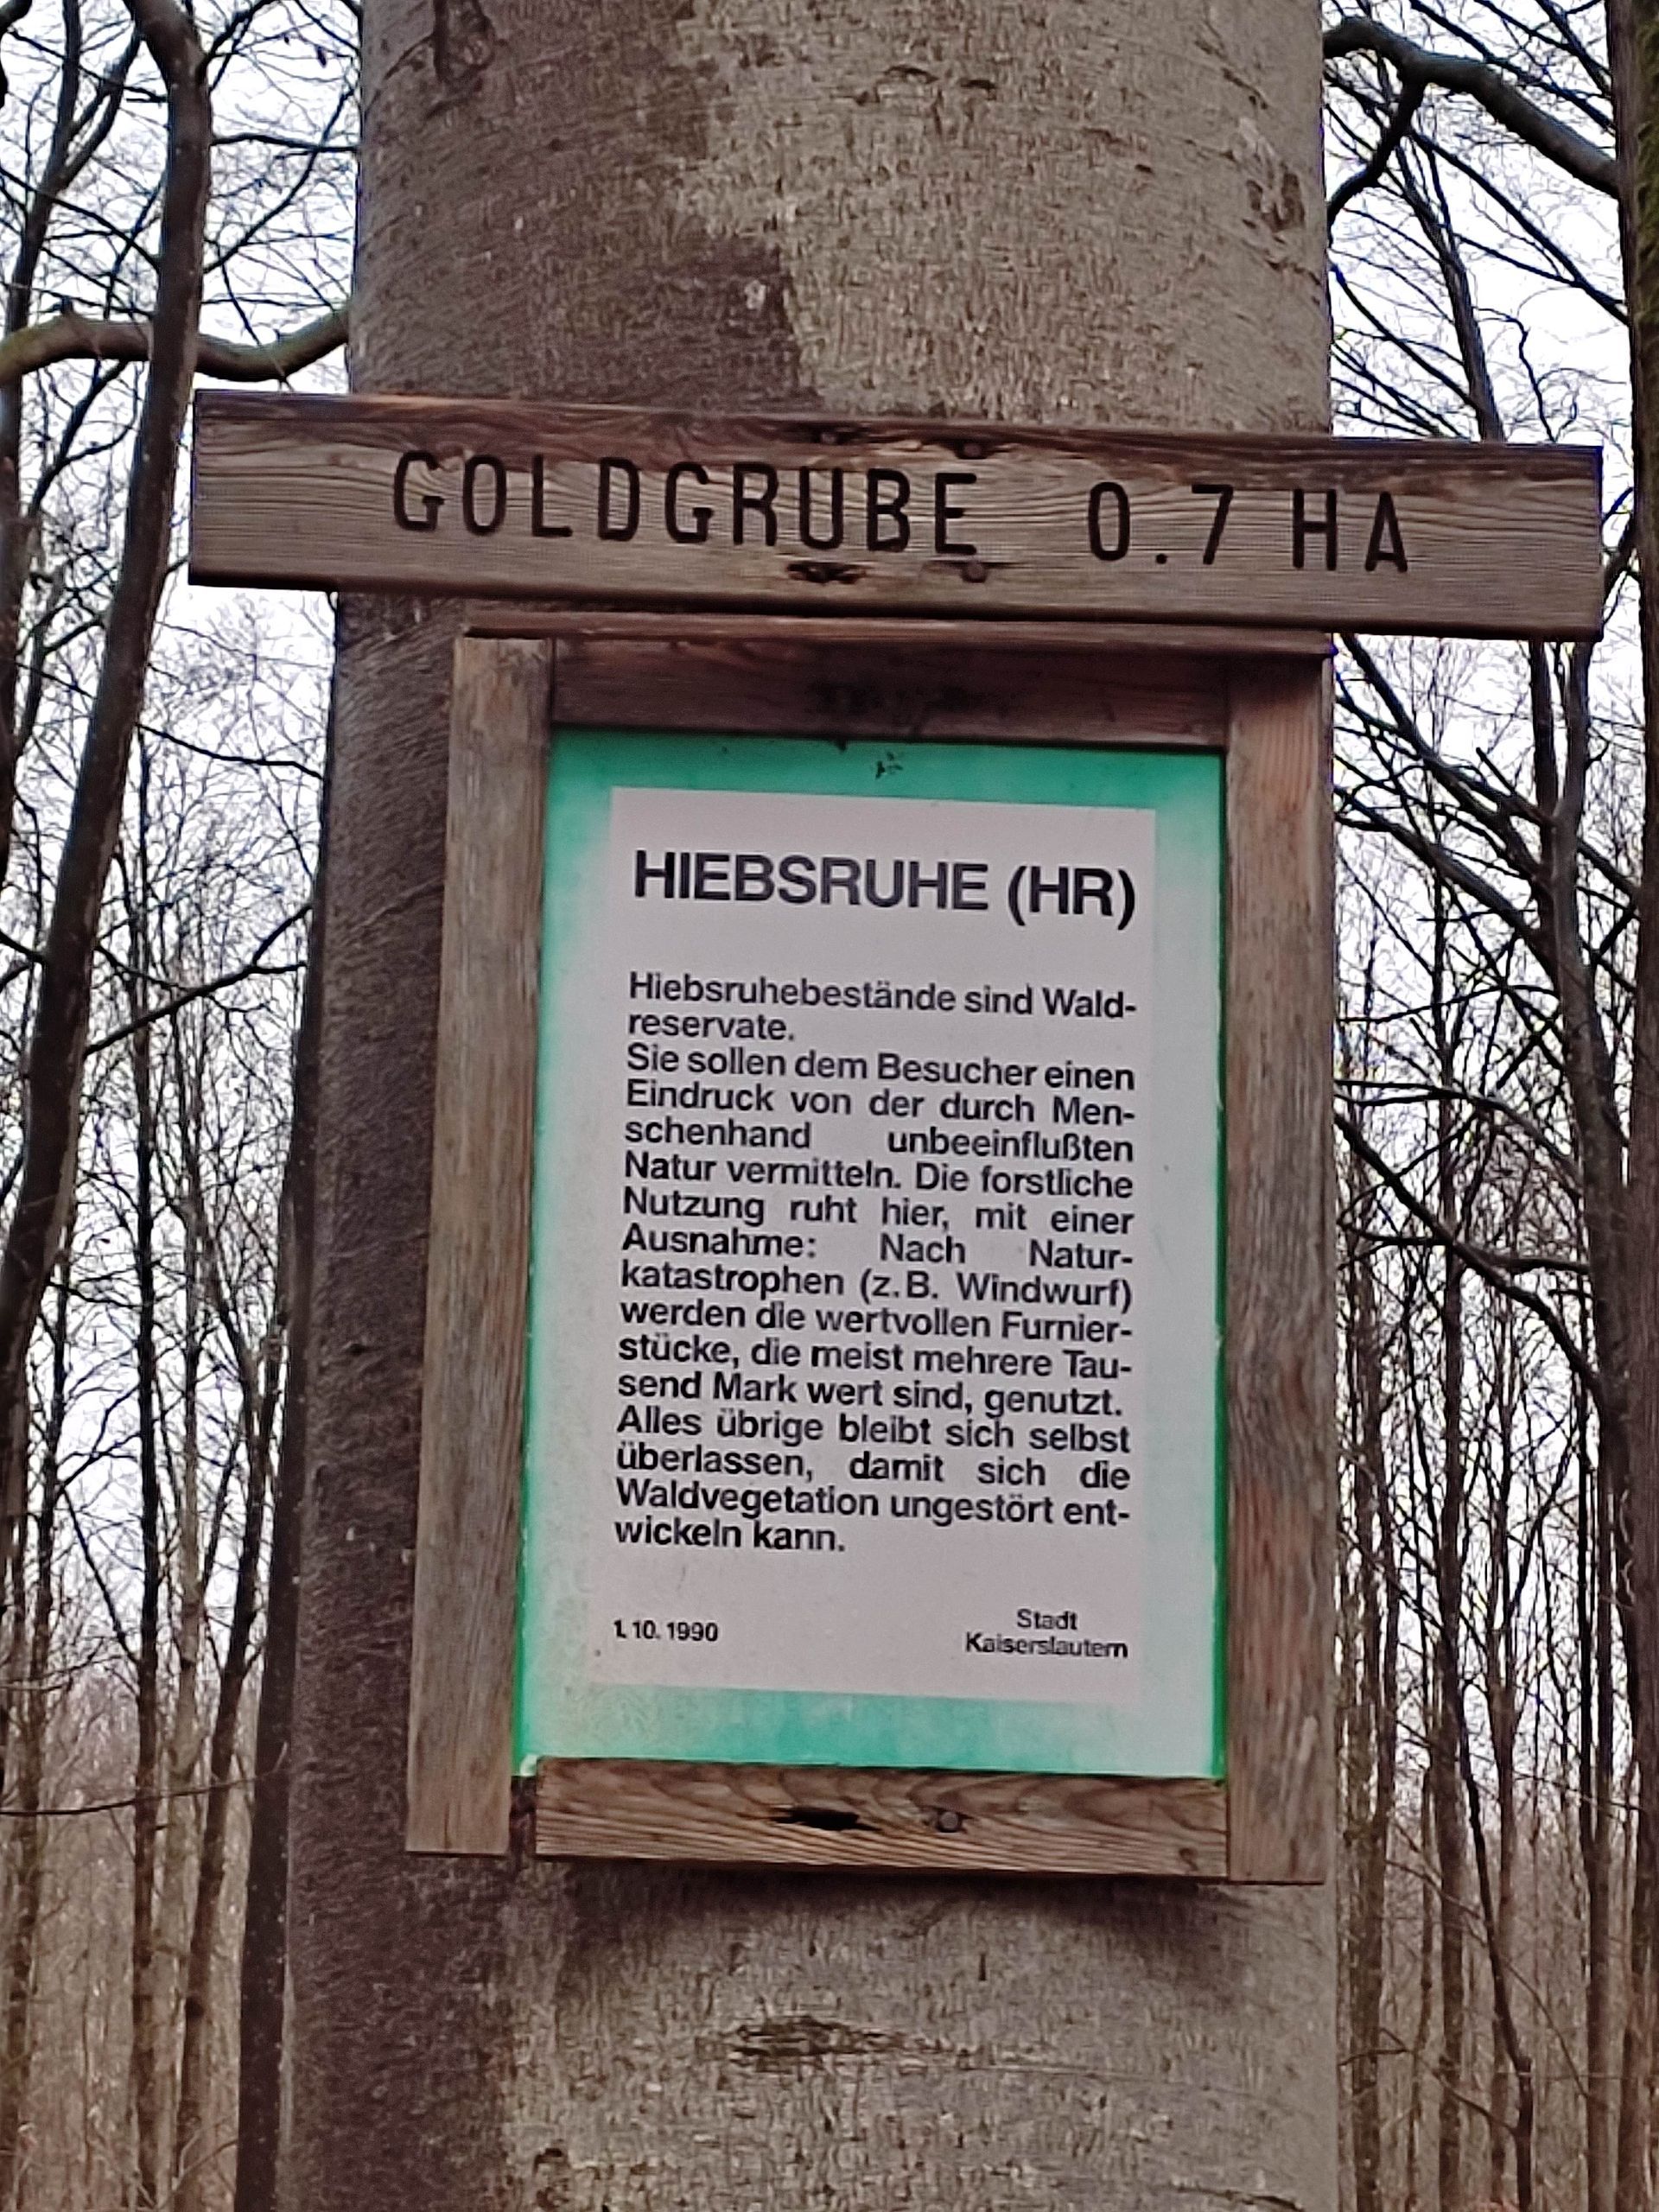 GOLDGRUBE 0.7 HA
HIEBSRUHE (HR)
Hiebsruhebestände sind Wald-
reservate.
Sie sollen dem Besucher einen
Eindruck von der durch Men-
schenhand unbeeinflußten
Natur vermitteln. Die forstliche
Nutzung ruht hier, mit einer
Ausnahme: Nach Natur-
katastrophen (z.B. Windwurf)
werden die wertvollen Furnier-
stücke, die meist mehrere Tau-
send Mark wert sind, genutzt.
Alles übrige bleibt sich selbst
überlassen, damit sich die
Waldvegetation ungestört ent-
wickeln kann.
1.10.1990
Stadt
Kaiserslautern